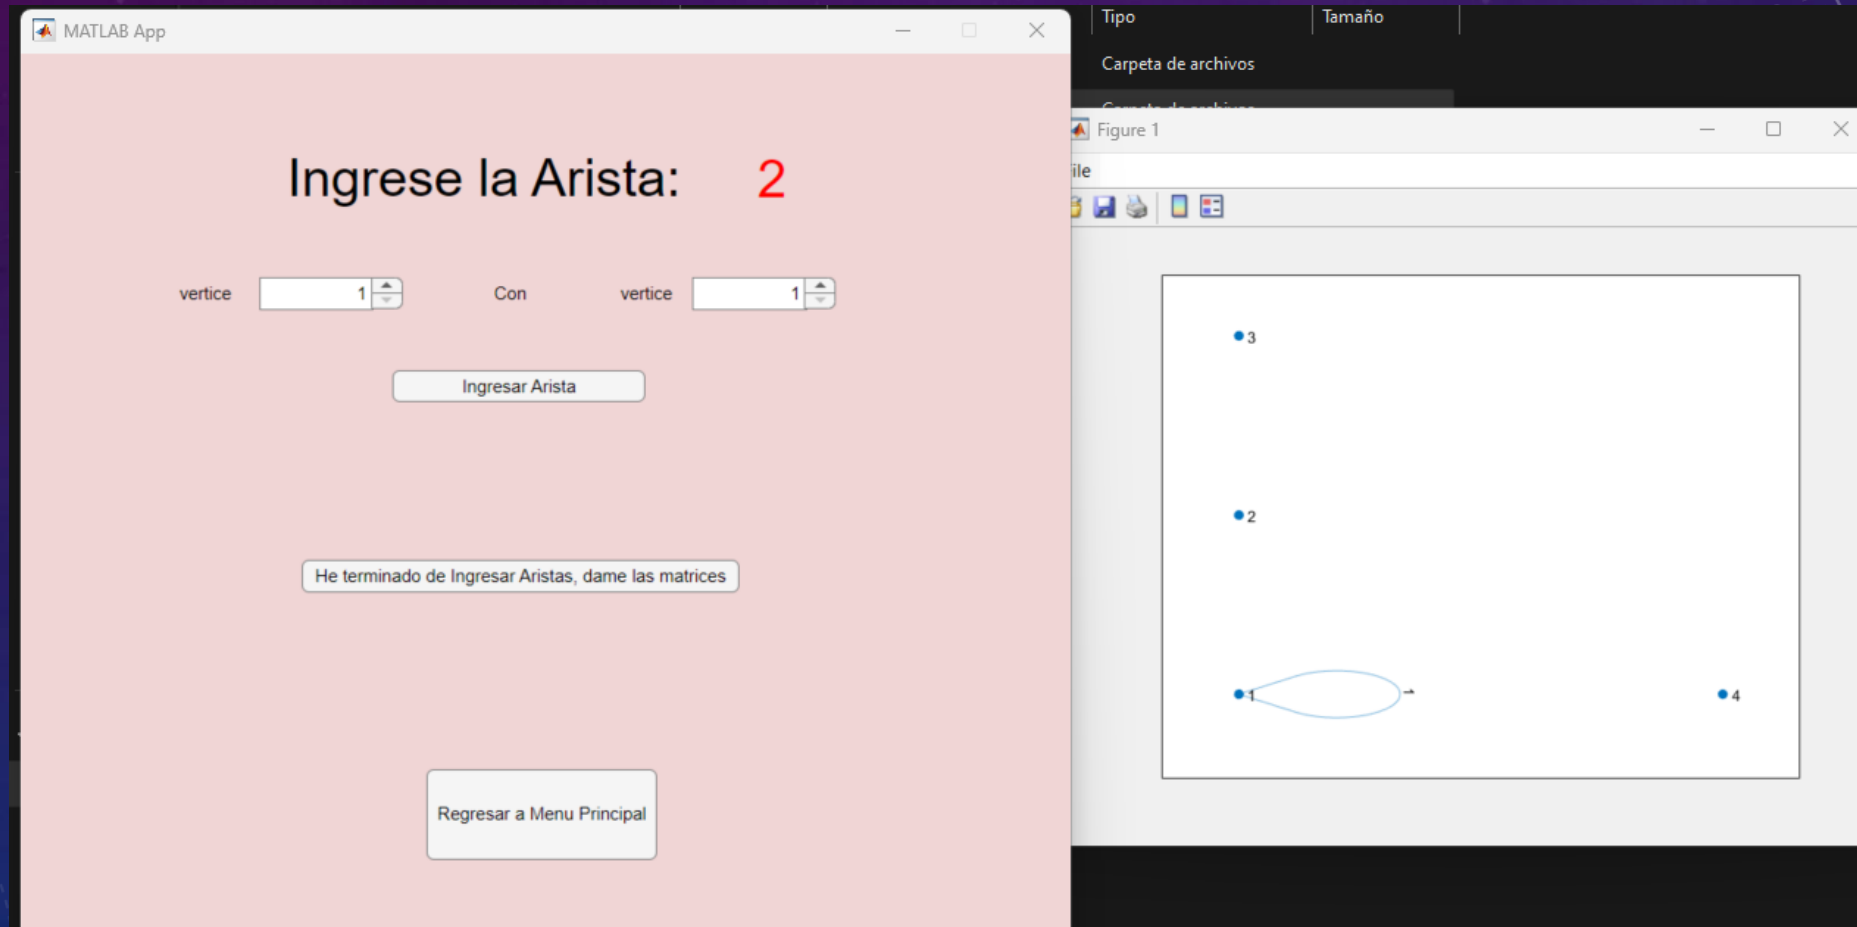 MATLAB App
Ingrese la Arista: 2
vertice 1 Con vertice 1
Ingresar Arista
He terminado de Ingresar Aristas, dame las matrices
Regresar a Menu Principal
Tipo Tamaño
Carpeta de archivos
Figure 1
3
2
1 1 4